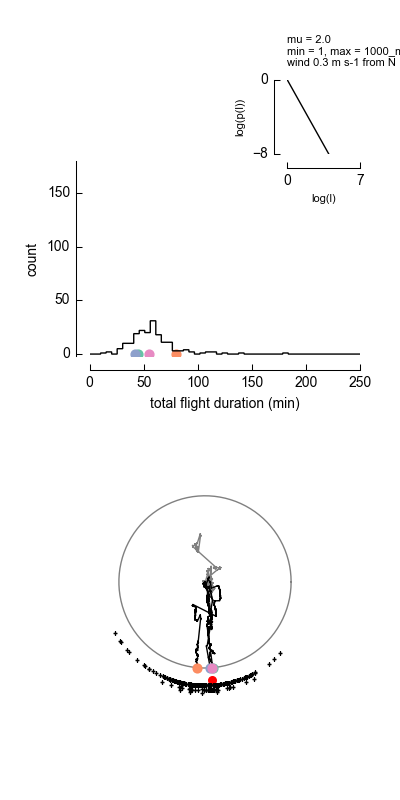 mu = 2.0
min = 1, max = 1000_m
wind 0.3 m s-1 from N
0
log(p(l))
−8
0
7
log(l)
150
100
count
50
0
0
50
100
150
200
250
total flight duration (min)